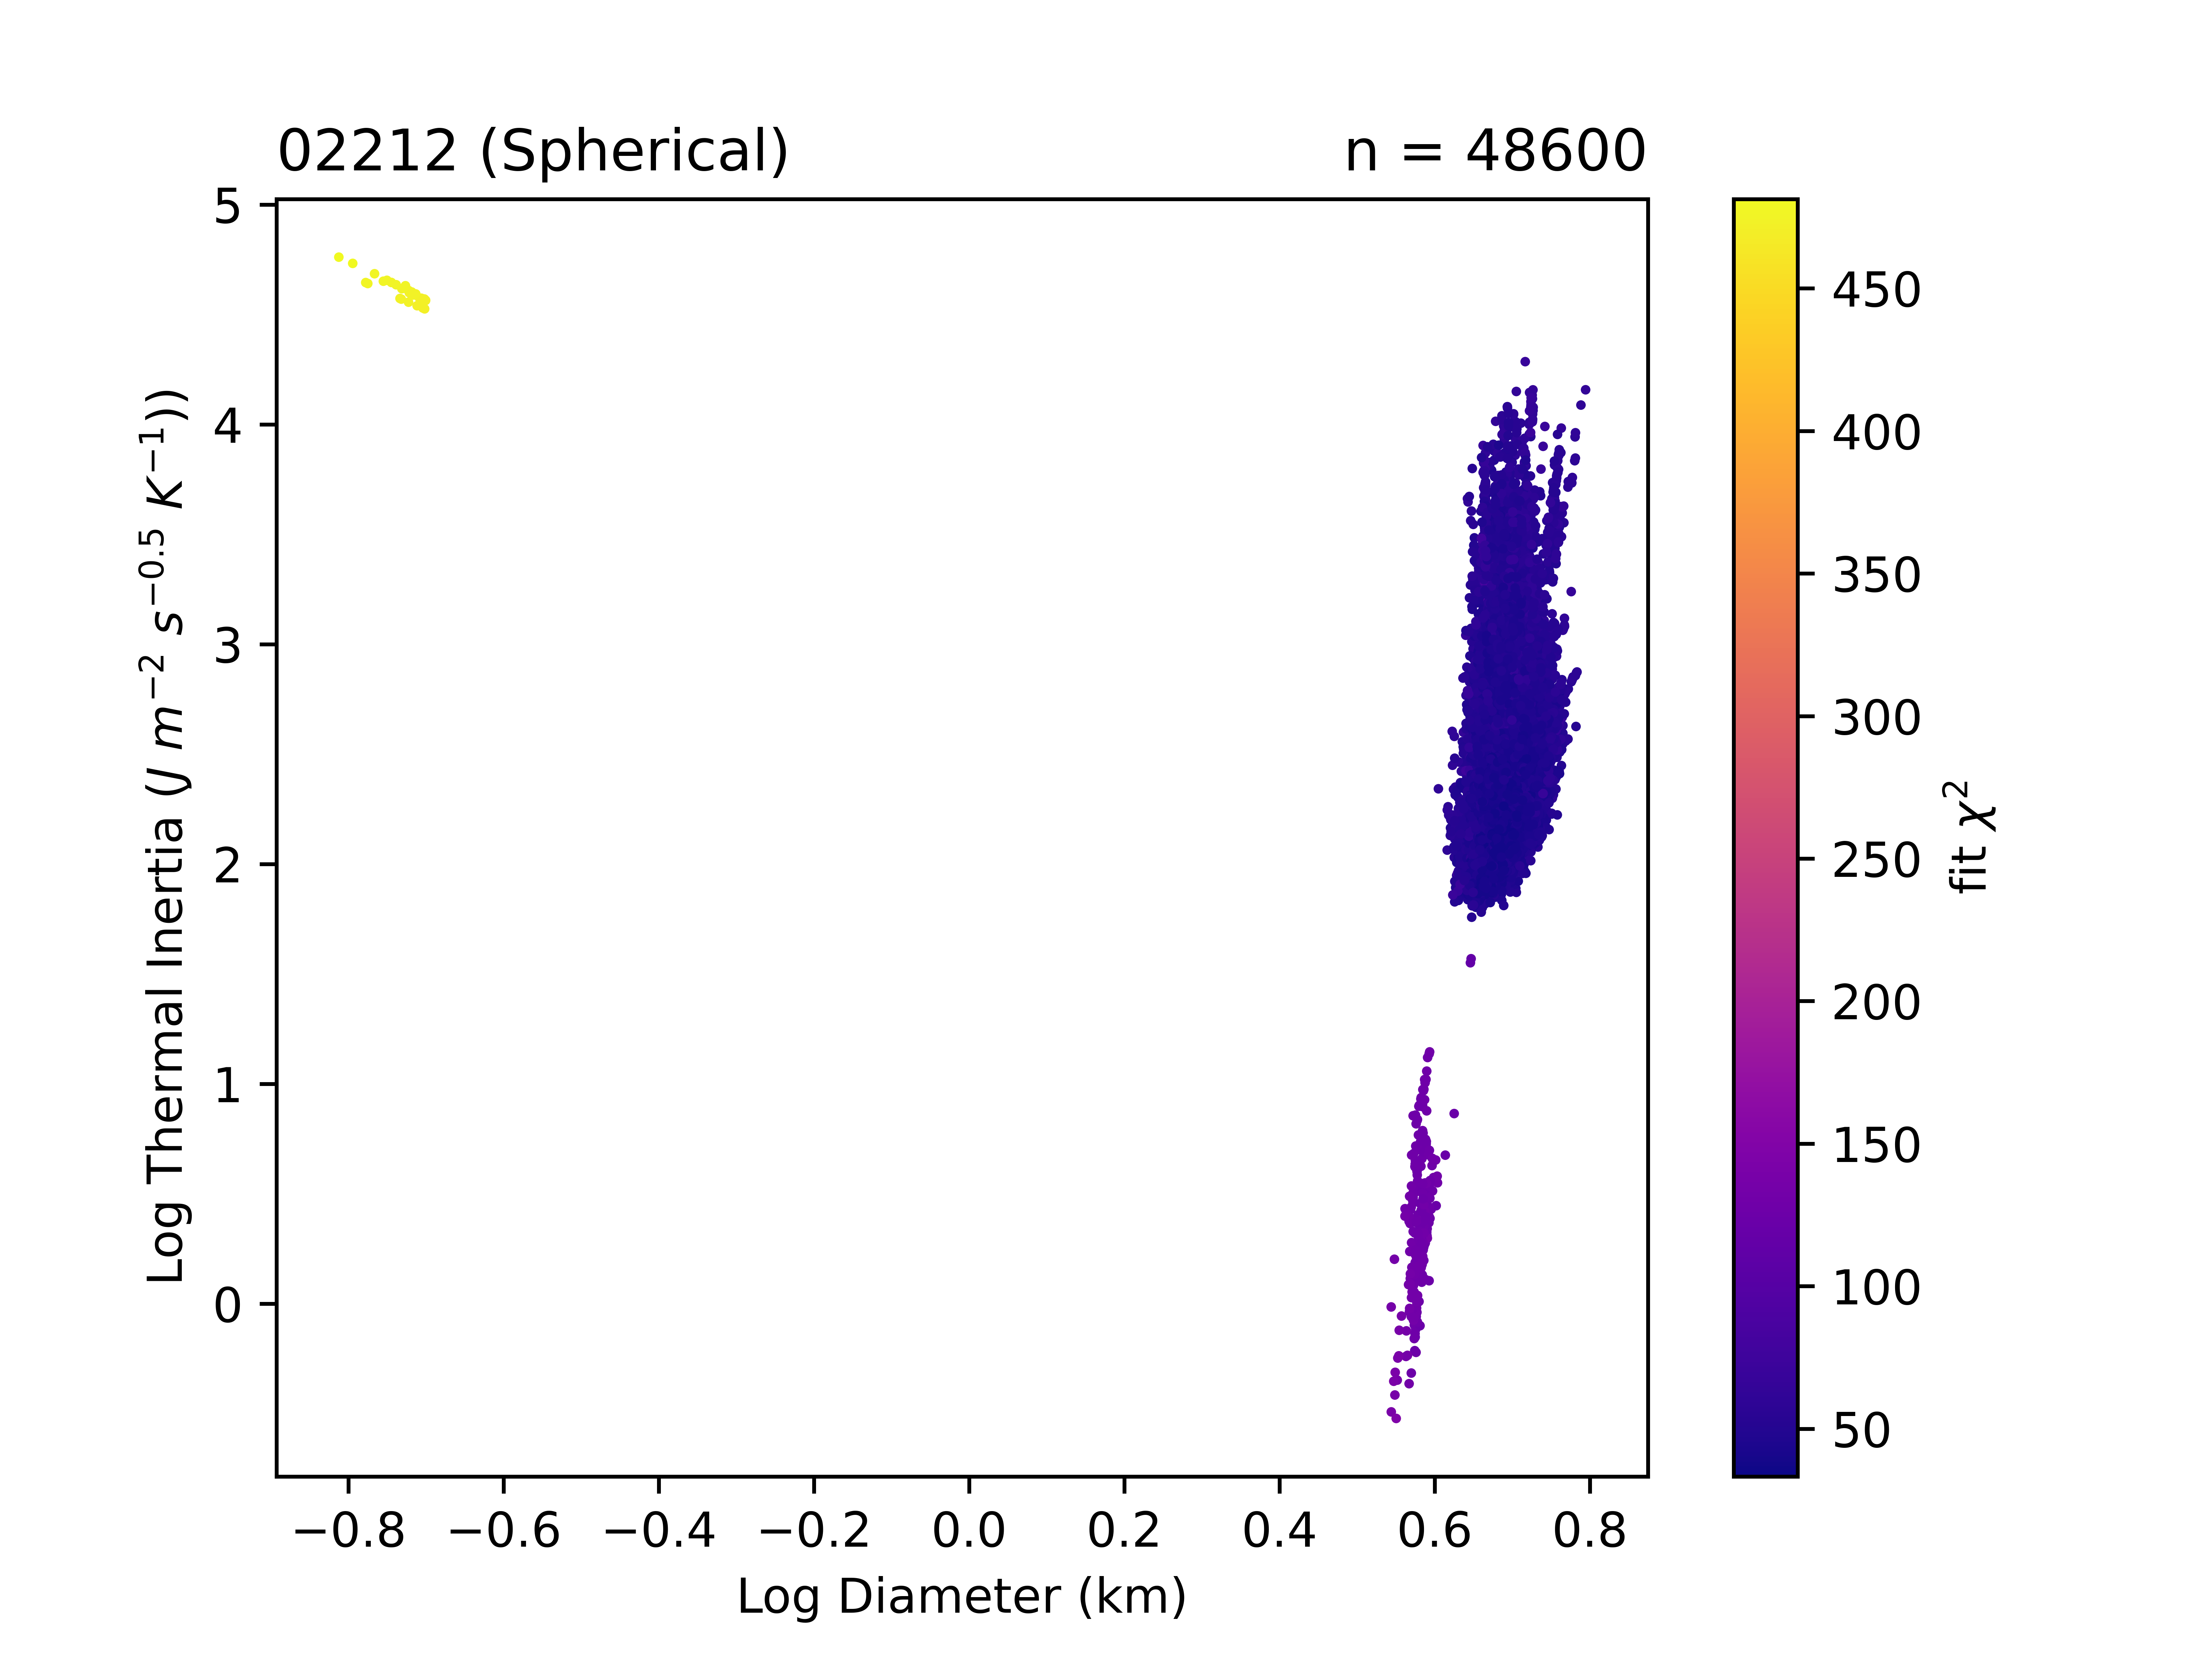 02212 (Spherical)
n = 48600
5
4
3
2
1
0
Log Thermal Inertia (J m⁻² s⁻⁰·⁵ K⁻¹))
−0.8 −0.6 −0.4 −0.2 0.0 0.2 0.4 0.6 0.8
Log Diameter (km)
450
400
350
300
250
200
150
100
50
fit χ²